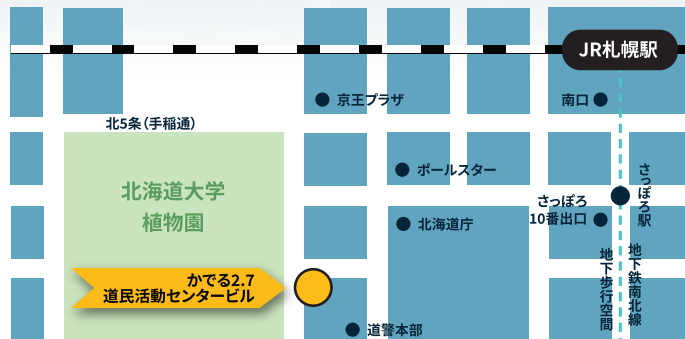 JR札幌駅
京王プラザ
南口
北5条（手稲通）
ポールスター
さっぽろ駅
北海道大学
植物園
さっぽろ
10番出口
北海道庁
地下歩行空間
地下鉄南北線
かでる2.7
道民活動センタービル
道警本部